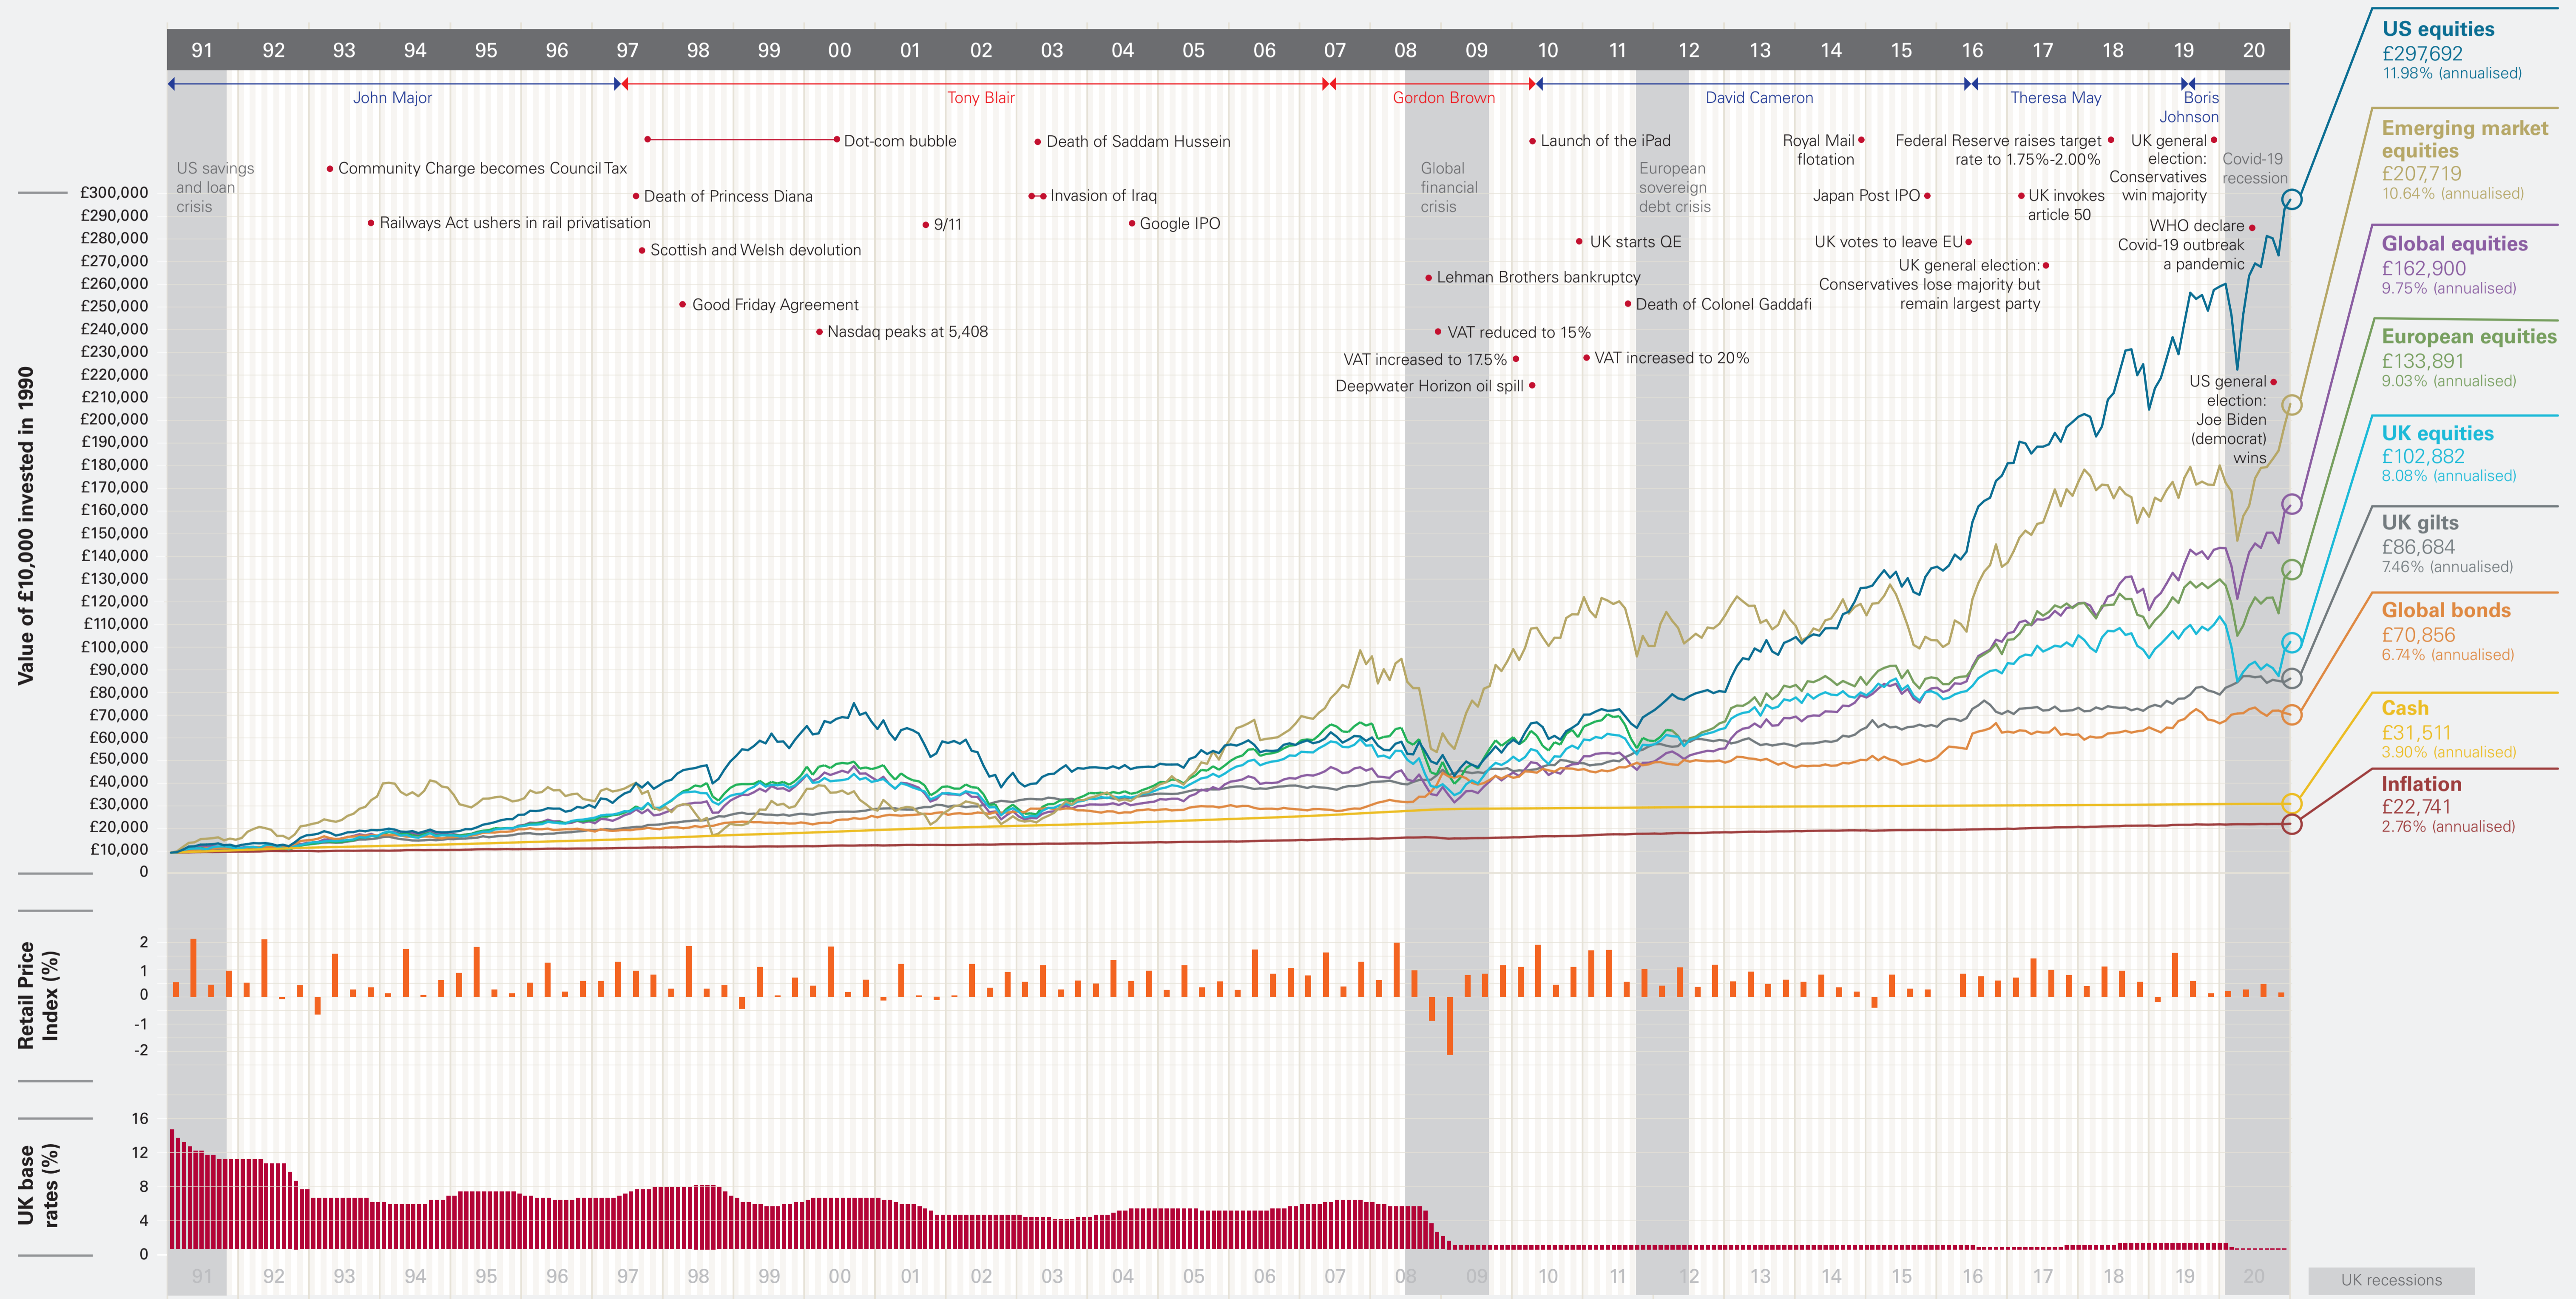 91 92 93 94 95 96 97 98 99 00 01 02 03 04 05 06 07 08 09 10 11 12 13 14 15 16 17 18 19 20
John Major
Tony Blair
Gordon Brown
David Cameron
Theresa May
Boris
Johnson
US savings
and loan
crisis
Community Charge becomes Council Tax
Railways Act ushers in rail privatisation
Dot-com bubble
Death of Princess Diana
Scottish and Welsh devolution
Good Friday Agreement
Nasdaq peaks at 5,408
9/11
Death of Saddam Hussein
Invasion of Iraq
Google IPO
Global
financial
crisis
Lehman Brothers bankruptcy
VAT reduced to 15%
VAT increased to 17.5%
Deepwater Horizon oil spill
Launch of the iPad
UK starts QE
European
sovereign
debt crisis
Death of Colonel Gaddafi
VAT increased to 20%
Royal Mail
flotation
Japan Post IPO
UK votes to leave EU
Federal Reserve raises target
rate to 1.75%-2.00%
UK invokes
article 50
UK general election:
Conservatives lose majority but
remain largest party
UK general
election:
Conservatives
win majority
WHO declare
Covid-19 outbreak
a pandemic
Covid-19
recession
US general
election:
Joe Biden
(democrat)
wins
Value of £10,000 invested in 1990
£300,000
£290,000
£280,000
£270,000
£260,000
£250,000
£240,000
£230,000
£220,000
£210,000
£200,000
£190,000
£180,000
£170,000
£160,000
£150,000
£140,000
£130,000
£120,000
£110,000
£100,000
£90,000
£80,000
£70,000
£60,000
£50,000
£40,000
£30,000
£20,000
£10,000
0
US equities
£297,692
11.98% (annualised)
Emerging market
equities
£207,719
10.64% (annualised)
Global equities
£162,900
9.75% (annualised)
European equities
£133,891
9.03% (annualised)
UK equities
£102,882
8.08% (annualised)
UK gilts
£86,684
7.46% (annualised)
Global bonds
£70,856
6.74% (annualised)
Cash
£31,511
3.90% (annualised)
Inflation
£22,741
2.76% (annualised)
Retail Price
Index (%)
2
1
0
-1
-2
UK base
rates (%)
16
12
8
4
0
91 92 93 94 95 96 97 98 99 00 01 02 03 04 05 06 07 08 09 10 11 12 13 14 15 16 17 18 19 20
UK recessions